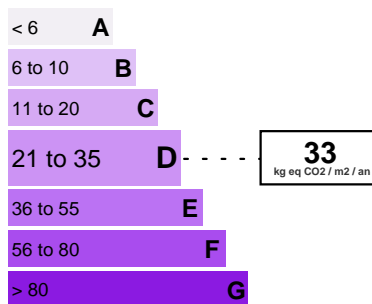 < 6 A
6 to 10 B
11 to 20 C
21 to 35 D
33
kg eq CO2 / m2 / an
36 to 55 E
56 to 80 F
> 80 G